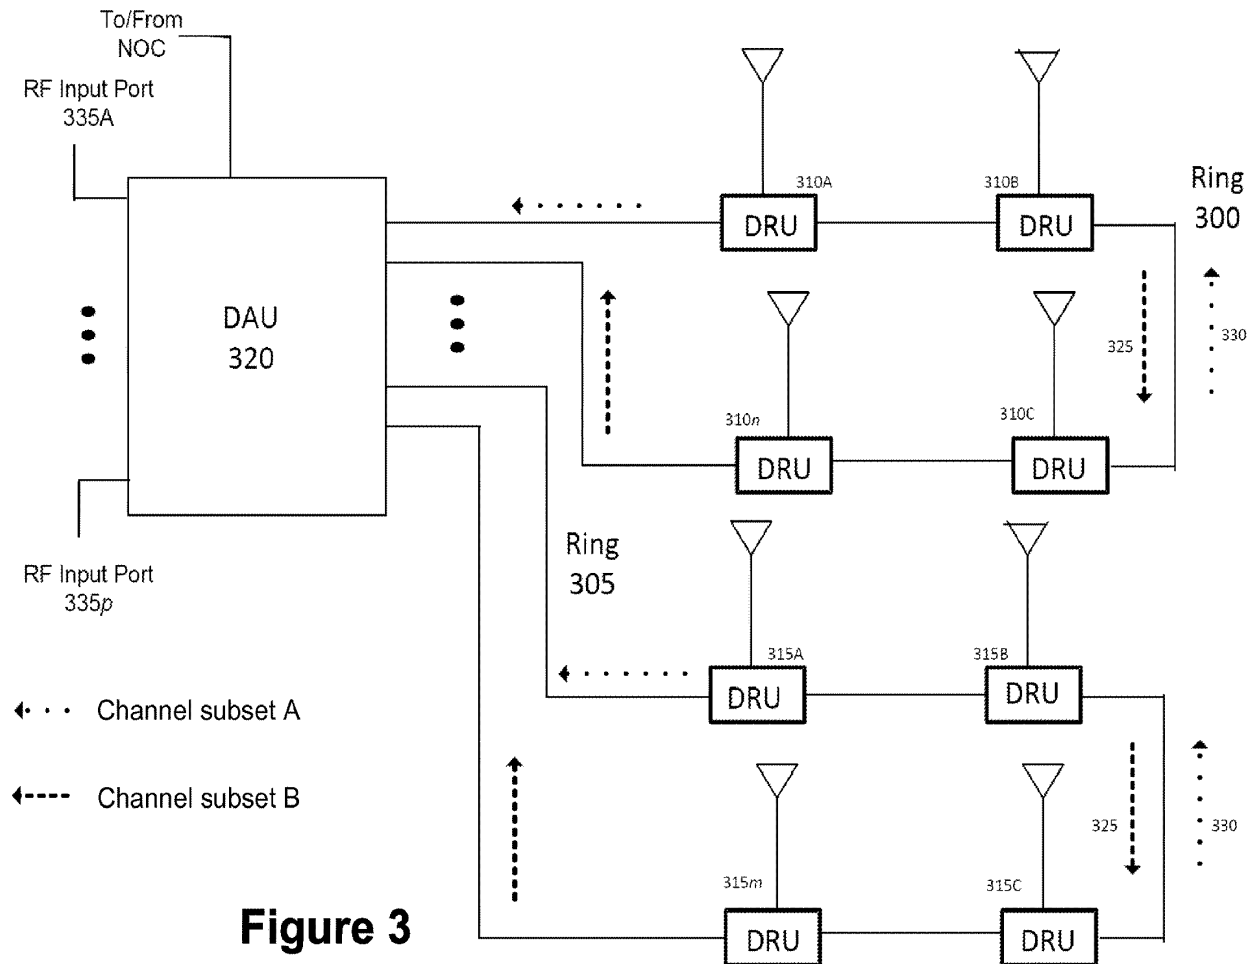 To/From
NOC
RF Input Port
335A
310A
310B
Ring
300
DRU
DRU
DAU
320
325
330
310n
310C
DRU
DRU
RF Input Port
335p
Ring
305
315A
315B
DRU
DRU
Channel subset A
Channel subset B
325
330
315m
315C
DRU
DRU
Figure 3